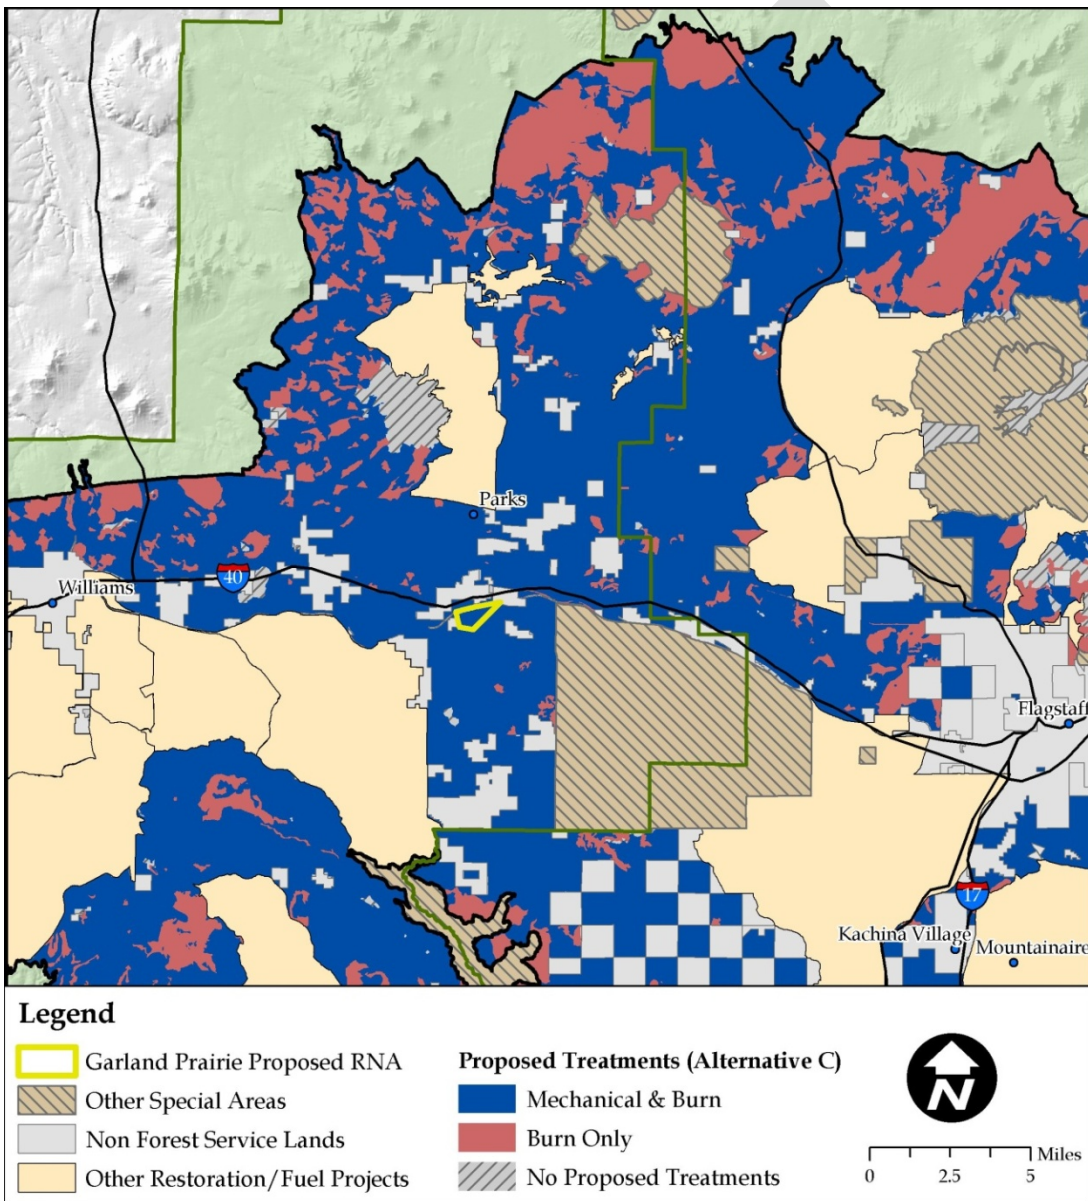 Parks
40
Williams
Flagstaff
17
Kachina Village
Mountainaire
Legend
Garland Prairie Proposed RNA
Other Special Areas
Non Forest Service Lands
Other Restoration/Fuel Projects
Proposed Treatments (Alternative C)
Mechanical & Burn
Burn Only
No Proposed Treatments
N
Miles
0 2.5 5